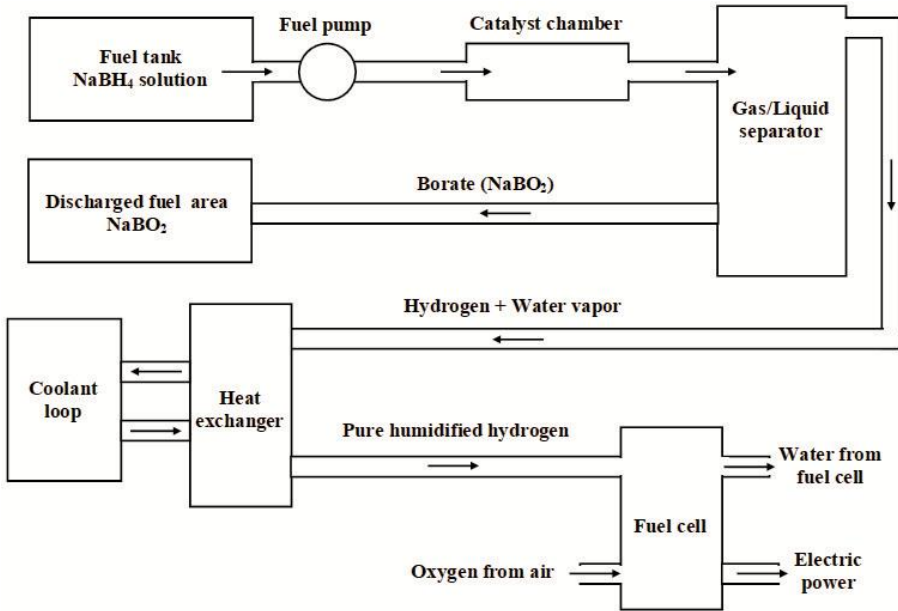 Fuel pump
Catalyst chamber
Fuel tank
NaBH₄ solution
Gas/Liquid
separator
Borate (NaBO₂)
Discharged fuel area
NaBO₂
Hydrogen + Water vapor
Coolant
loop
Heat
exchanger
Pure humidified hydrogen
Water from
fuel cell
Fuel cell
Oxygen from air
Electric
power